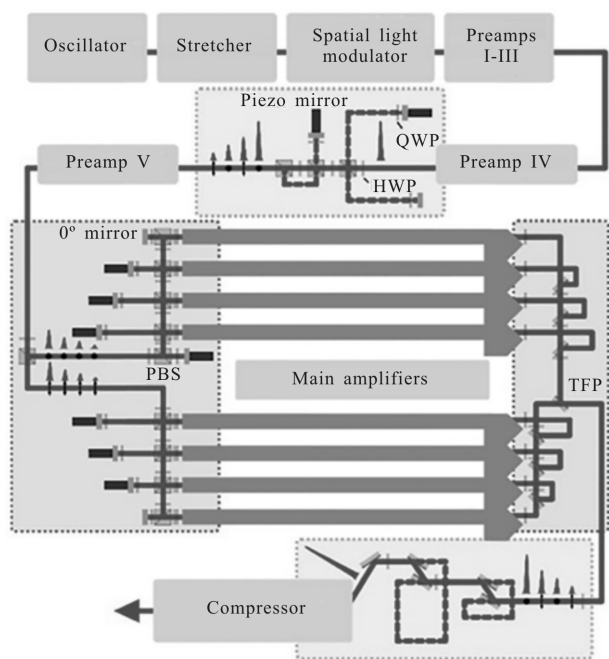 Oscillator
Stretcher
Spatial light
modulator
Preamps
I-III
Piezo mirror
QWP
Preamp V
Preamp IV
HWP
0° mirror
PBS
Main amplifiers
TFP
Compressor